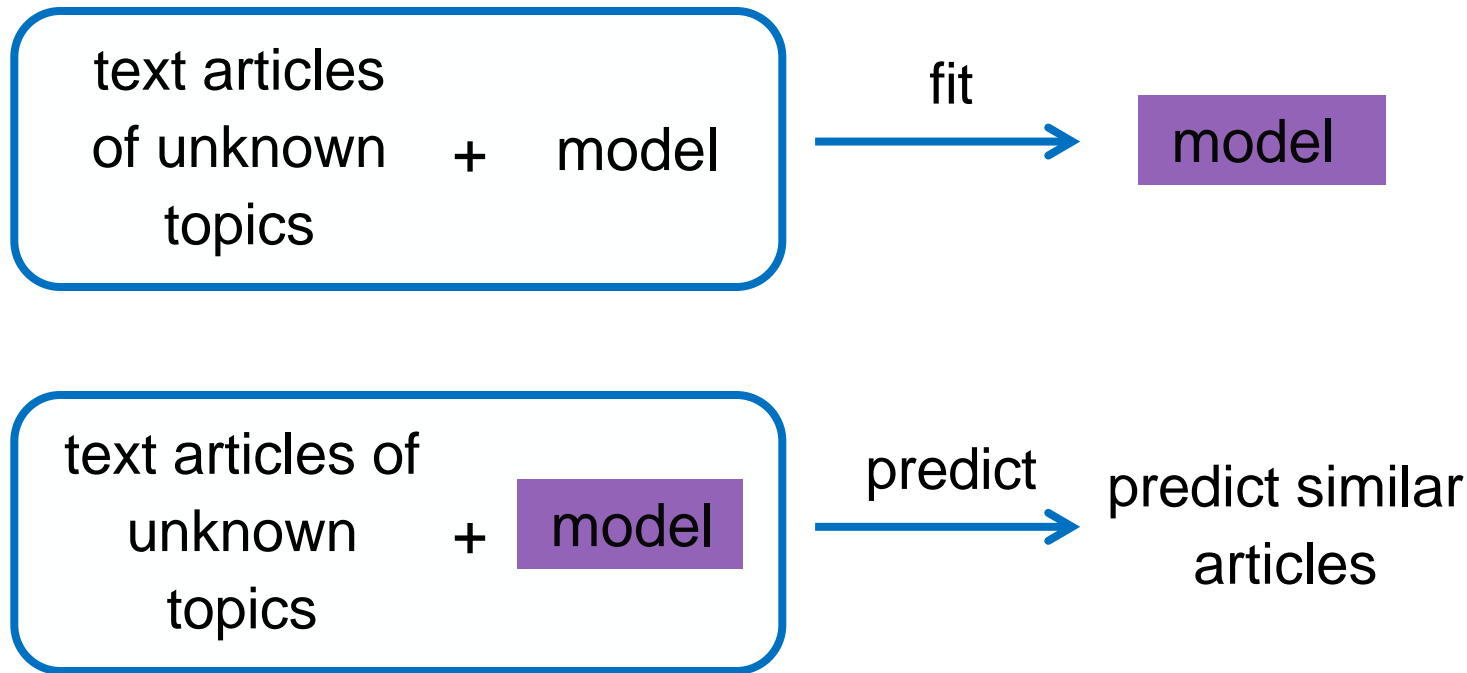 text articles
of unknown
topics
+
model
fit
model
text articles of
unknown
topics
+
model
predict
predict similar
articles